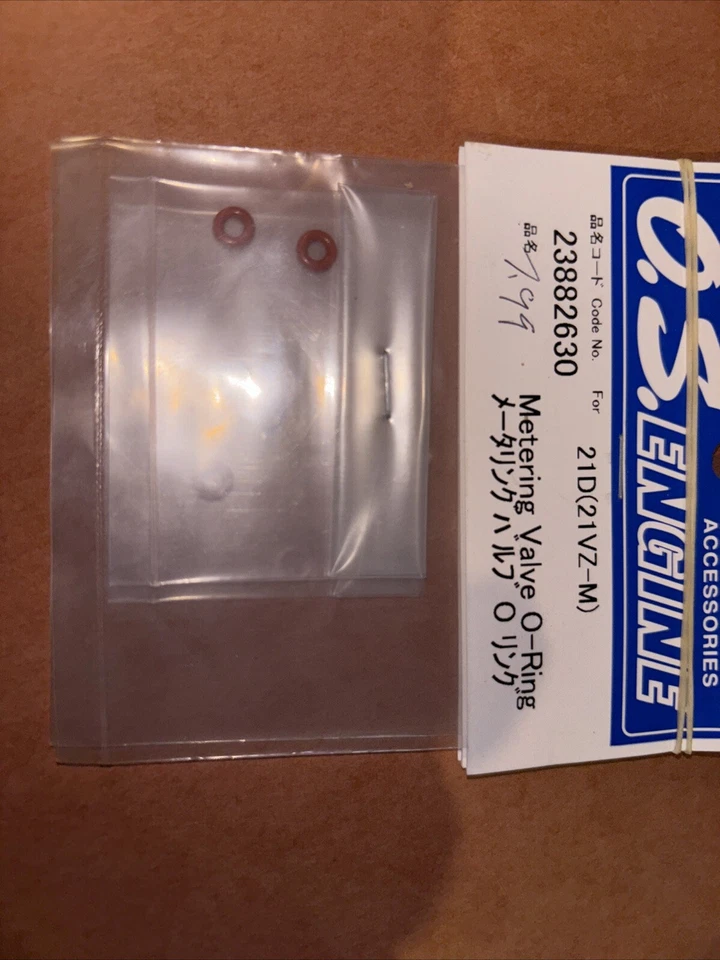 O.S.ENGINE
ACCESSORIES
品名コード Code No. For 21D(21VZ-M)
23882630
品名 Metering Valve O-Ring
メータリングバルブ O リング